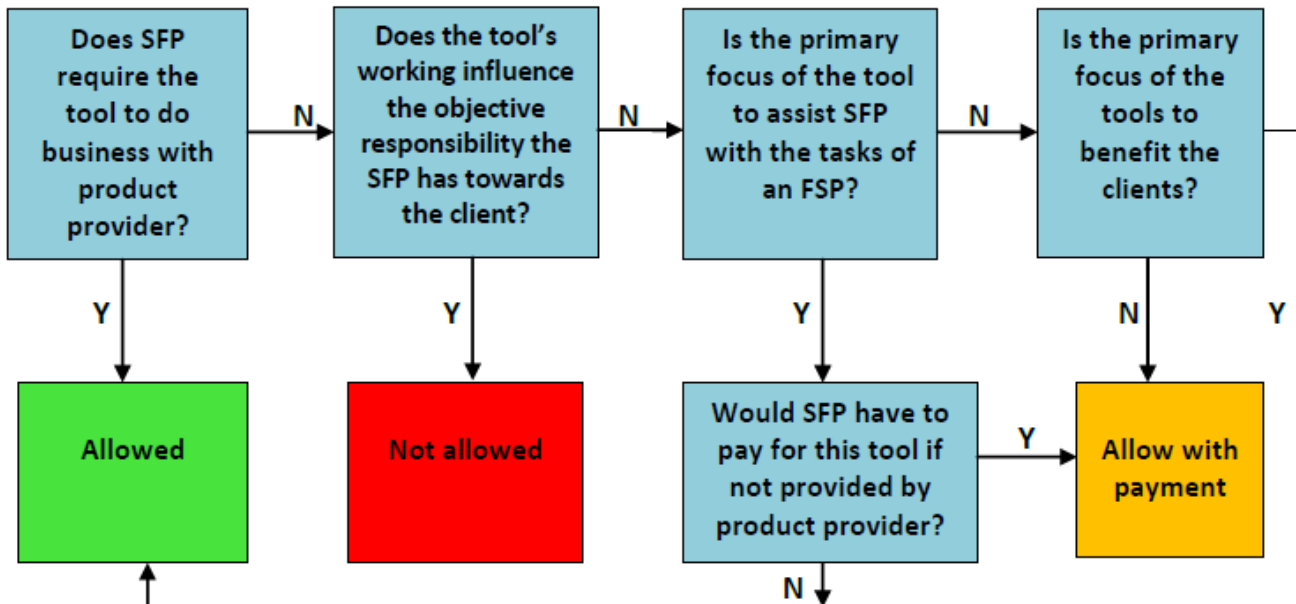 Does SFP
require the
tool to do
business with
product
provider?
N
Does the tool's
working influence
the objective
responsibility the
SFP has towards
the client?
N
Is the primary
focus of the tool
to assist SFP
with the tasks of
an FSP?
N
Is the primary
focus of the
tools to
benefit the
clients?
Y
Y
Y
N
Y
Allowed
Not allowed
Would SFP have to
pay for this tool if
not provided by
product provider?
Y
Allow with
payment
N